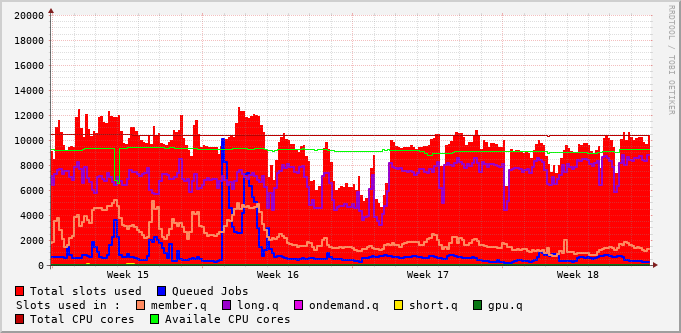 20000
18000
16000
14000
12000
10000
8000
6000
4000
2000
0
Week 15 Week 16 Week 17 Week 18
Total slots used Queued Jobs
Slots used in : member.q long.q ondemand.q short.q gpu.q
Total CPU cores Availale CPU cores
RRDTOOL / TOBI OETIKER